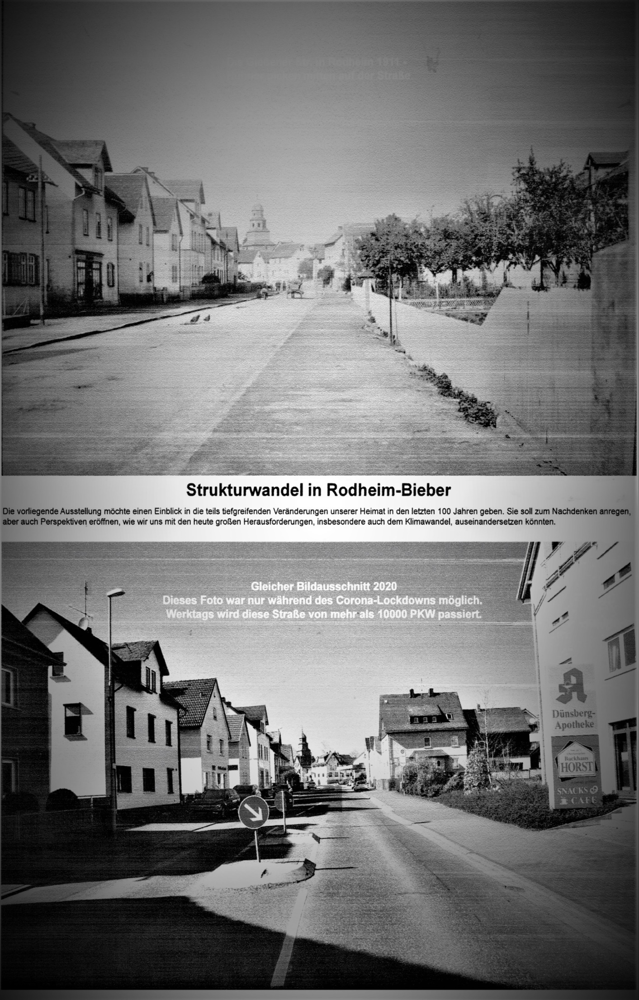 in Rodheim 1911
auf der Straße
Strukturwandel in Rodheim-Bieber
Die vorliegende Ausstellung möchte einen Einblick in die teils tiefgreifenden Veränderungen unserer Heimat in den letzten 100 Jahren geben. Sie soll zum Nachdenken anregen,
aber auch Perspektiven eröffnen, wie wir uns mit den heute großen Herausforderungen, insbesondere auch dem Klimawandel, auseinandersetzen könnten.
Gleicher Bildausschnitt 2020
Dieses Foto war nur während des Corona-Lockdowns möglich.
Werktags wird diese Straße von mehr als 10000 PKW passiert.
Dünsberg-
Apotheke
Backhaus
HORST
SNACKS
CAFE